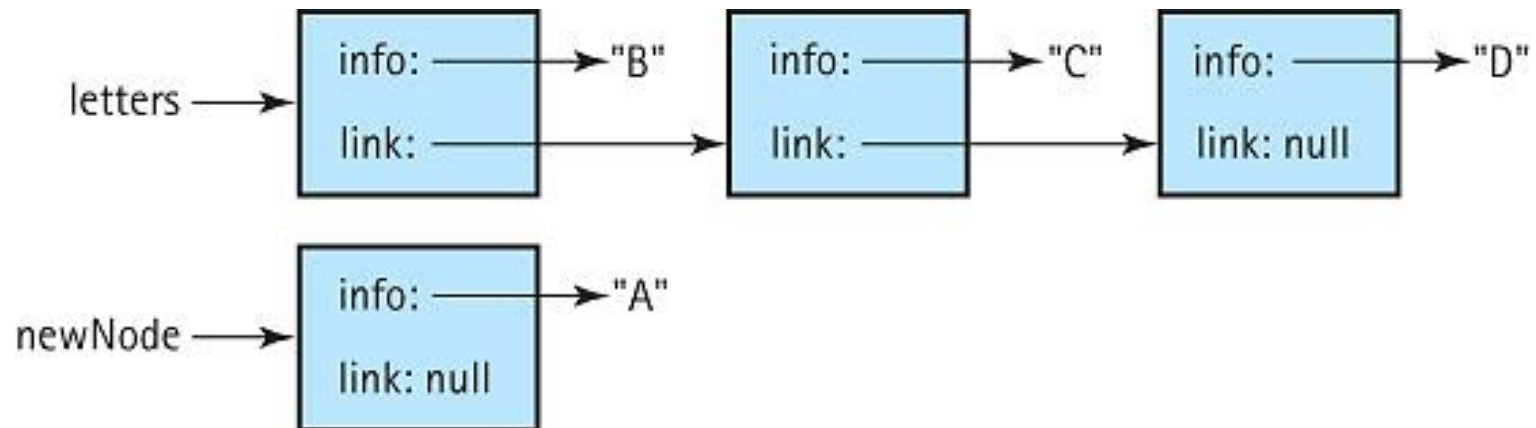 info: "B" info: "C" info: "D"
letters
link: link: link: null
info: "A"
newNode
link: null